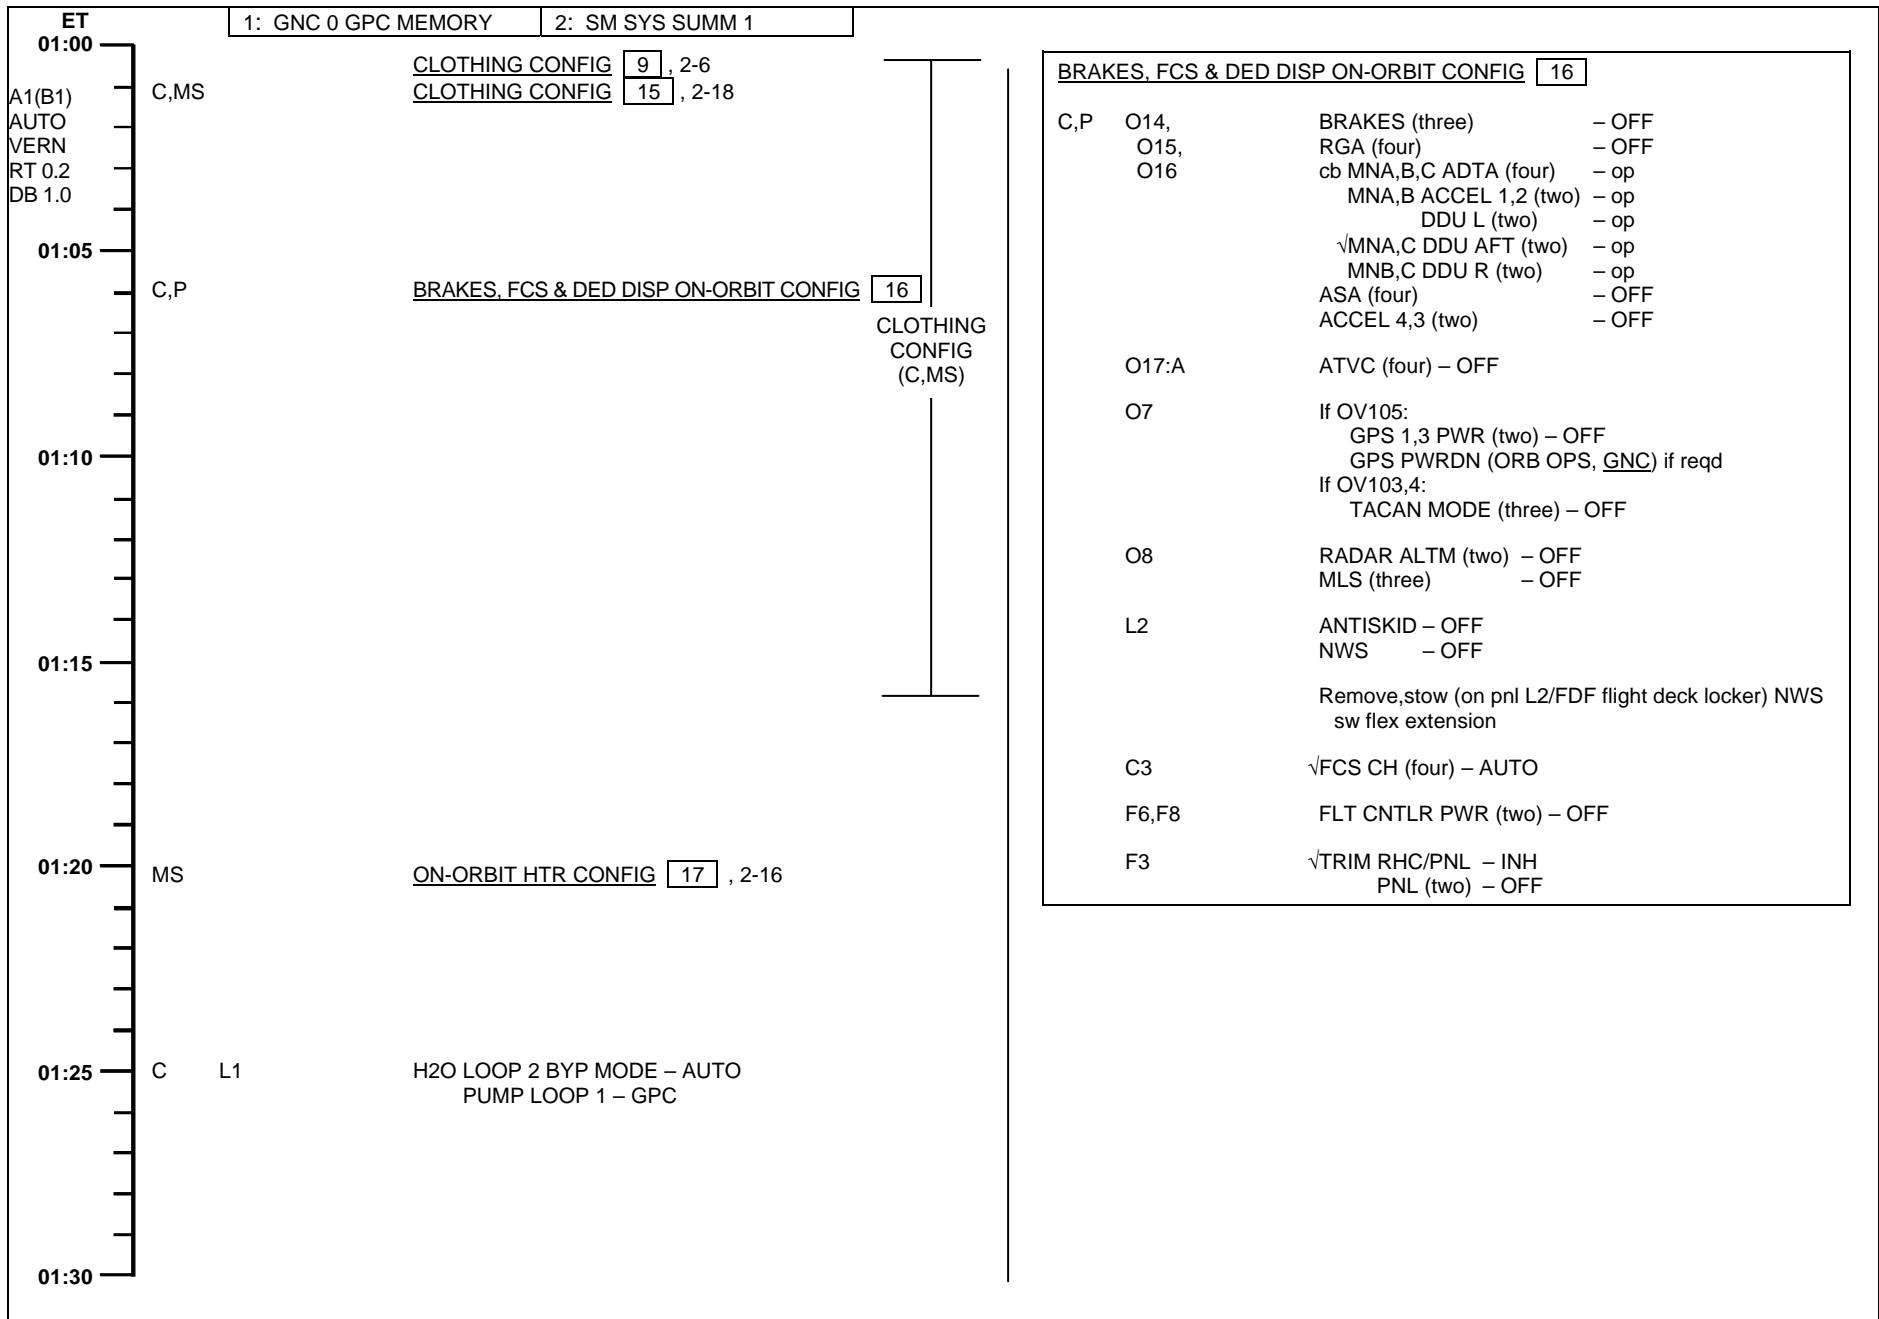 ET
1: GNC 0 GPC MEMORY 2: SM SYS SUMM 1
01:00
CLOTHING CONFIG 9 , 2-6
C,MS CLOTHING CONFIG 15 , 2-18
A1(B1)
AUTO
VERN
RT 0.2
DB 1.0
01:05
C,P BRAKES, FCS & DED DISP ON-ORBIT CONFIG 16
CLOTHING
CONFIG
(C,MS)
01:10
01:15
01:20
MS ON-ORBIT HTR CONFIG 17 , 2-16
01:25
C L1 H2O LOOP 2 BYP MODE – AUTO
PUMP LOOP 1 – GPC
01:30
BRAKES, FCS & DED DISP ON-ORBIT CONFIG 16
C,P O14, BRAKES (three) – OFF
O15, RGA (four) – OFF
O16 cb MNA,B,C ADTA (four) – op
MNA,B ACCEL 1,2 (two) – op
DDU L (two) – op
√MNA,C DDU AFT (two) – op
MNB,C DDU R (two) – op
ASA (four) – OFF
ACCEL 4,3 (two) – OFF
O17:A ATVC (four) – OFF
O7 If OV105:
GPS 1,3 PWR (two) – OFF
GPS PWRDN (ORB OPS, GNC) if reqd
If OV103,4:
TACAN MODE (three) – OFF
O8 RADAR ALTM (two) – OFF
MLS (three) – OFF
L2 ANTISKID – OFF
NWS – OFF
Remove,stow (on pnl L2/FDF flight deck locker) NWS
sw flex extension
C3 √FCS CH (four) – AUTO
F6,F8 FLT CNTLR PWR (two) – OFF
F3 √TRIM RHC/PNL – INH
PNL (two) – OFF